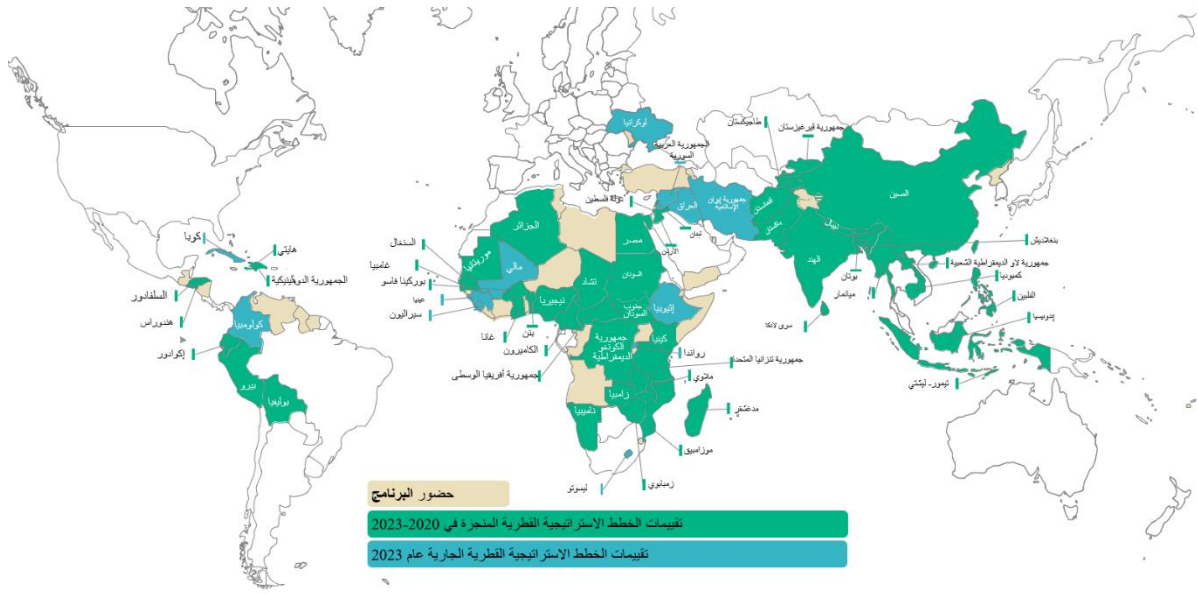 أوكرانيا
طاجيكستان
جمهورية قيرغيزستان
الجمهورية العربية
السورية
دولة فلسطين
العراق
جمهورية إيران
الإسلامية
أفغانستان
باكستان
الصين
نيبال
الهند
لبنان
الأردن
الجزائر
مصر
موريتانيا
مالي
تشاد
السودان
السنغال
غامبيا
بوركينا فاسو
سيراليون
نيجيريا
جنوب
السودان
إثيوبيا
غانا
بنن
الكاميرون
جمهورية أفريقيا الوسطى
جمهورية
الكونغو
الديمقراطية
كينيا
رواندا
جمهورية تنزانيا المتحدة
ملاوي
زامبيا
ناميبيا
مدغشقر
موزامبيق
زمبابوي
ليسوتو
بنغلاديش
بوتان
جمهورية لاو الديمقراطية الشعبية
كمبوديا
ميانمار
الفلبين
إندونيسيا
سري لانكا
تيمور- ليشتي
كوبا
هايتي
الجمهورية الدومينيكية
السلفادور
هندوراس
كولومبيا
إكوادور
بيرو
بوليفيا
حضور البرنامج
تقييمات الخطط الاستراتيجية القطرية المنجزة في 2020-2023
تقييمات الخطط الاستراتيجية القطرية الجارية عام 2023